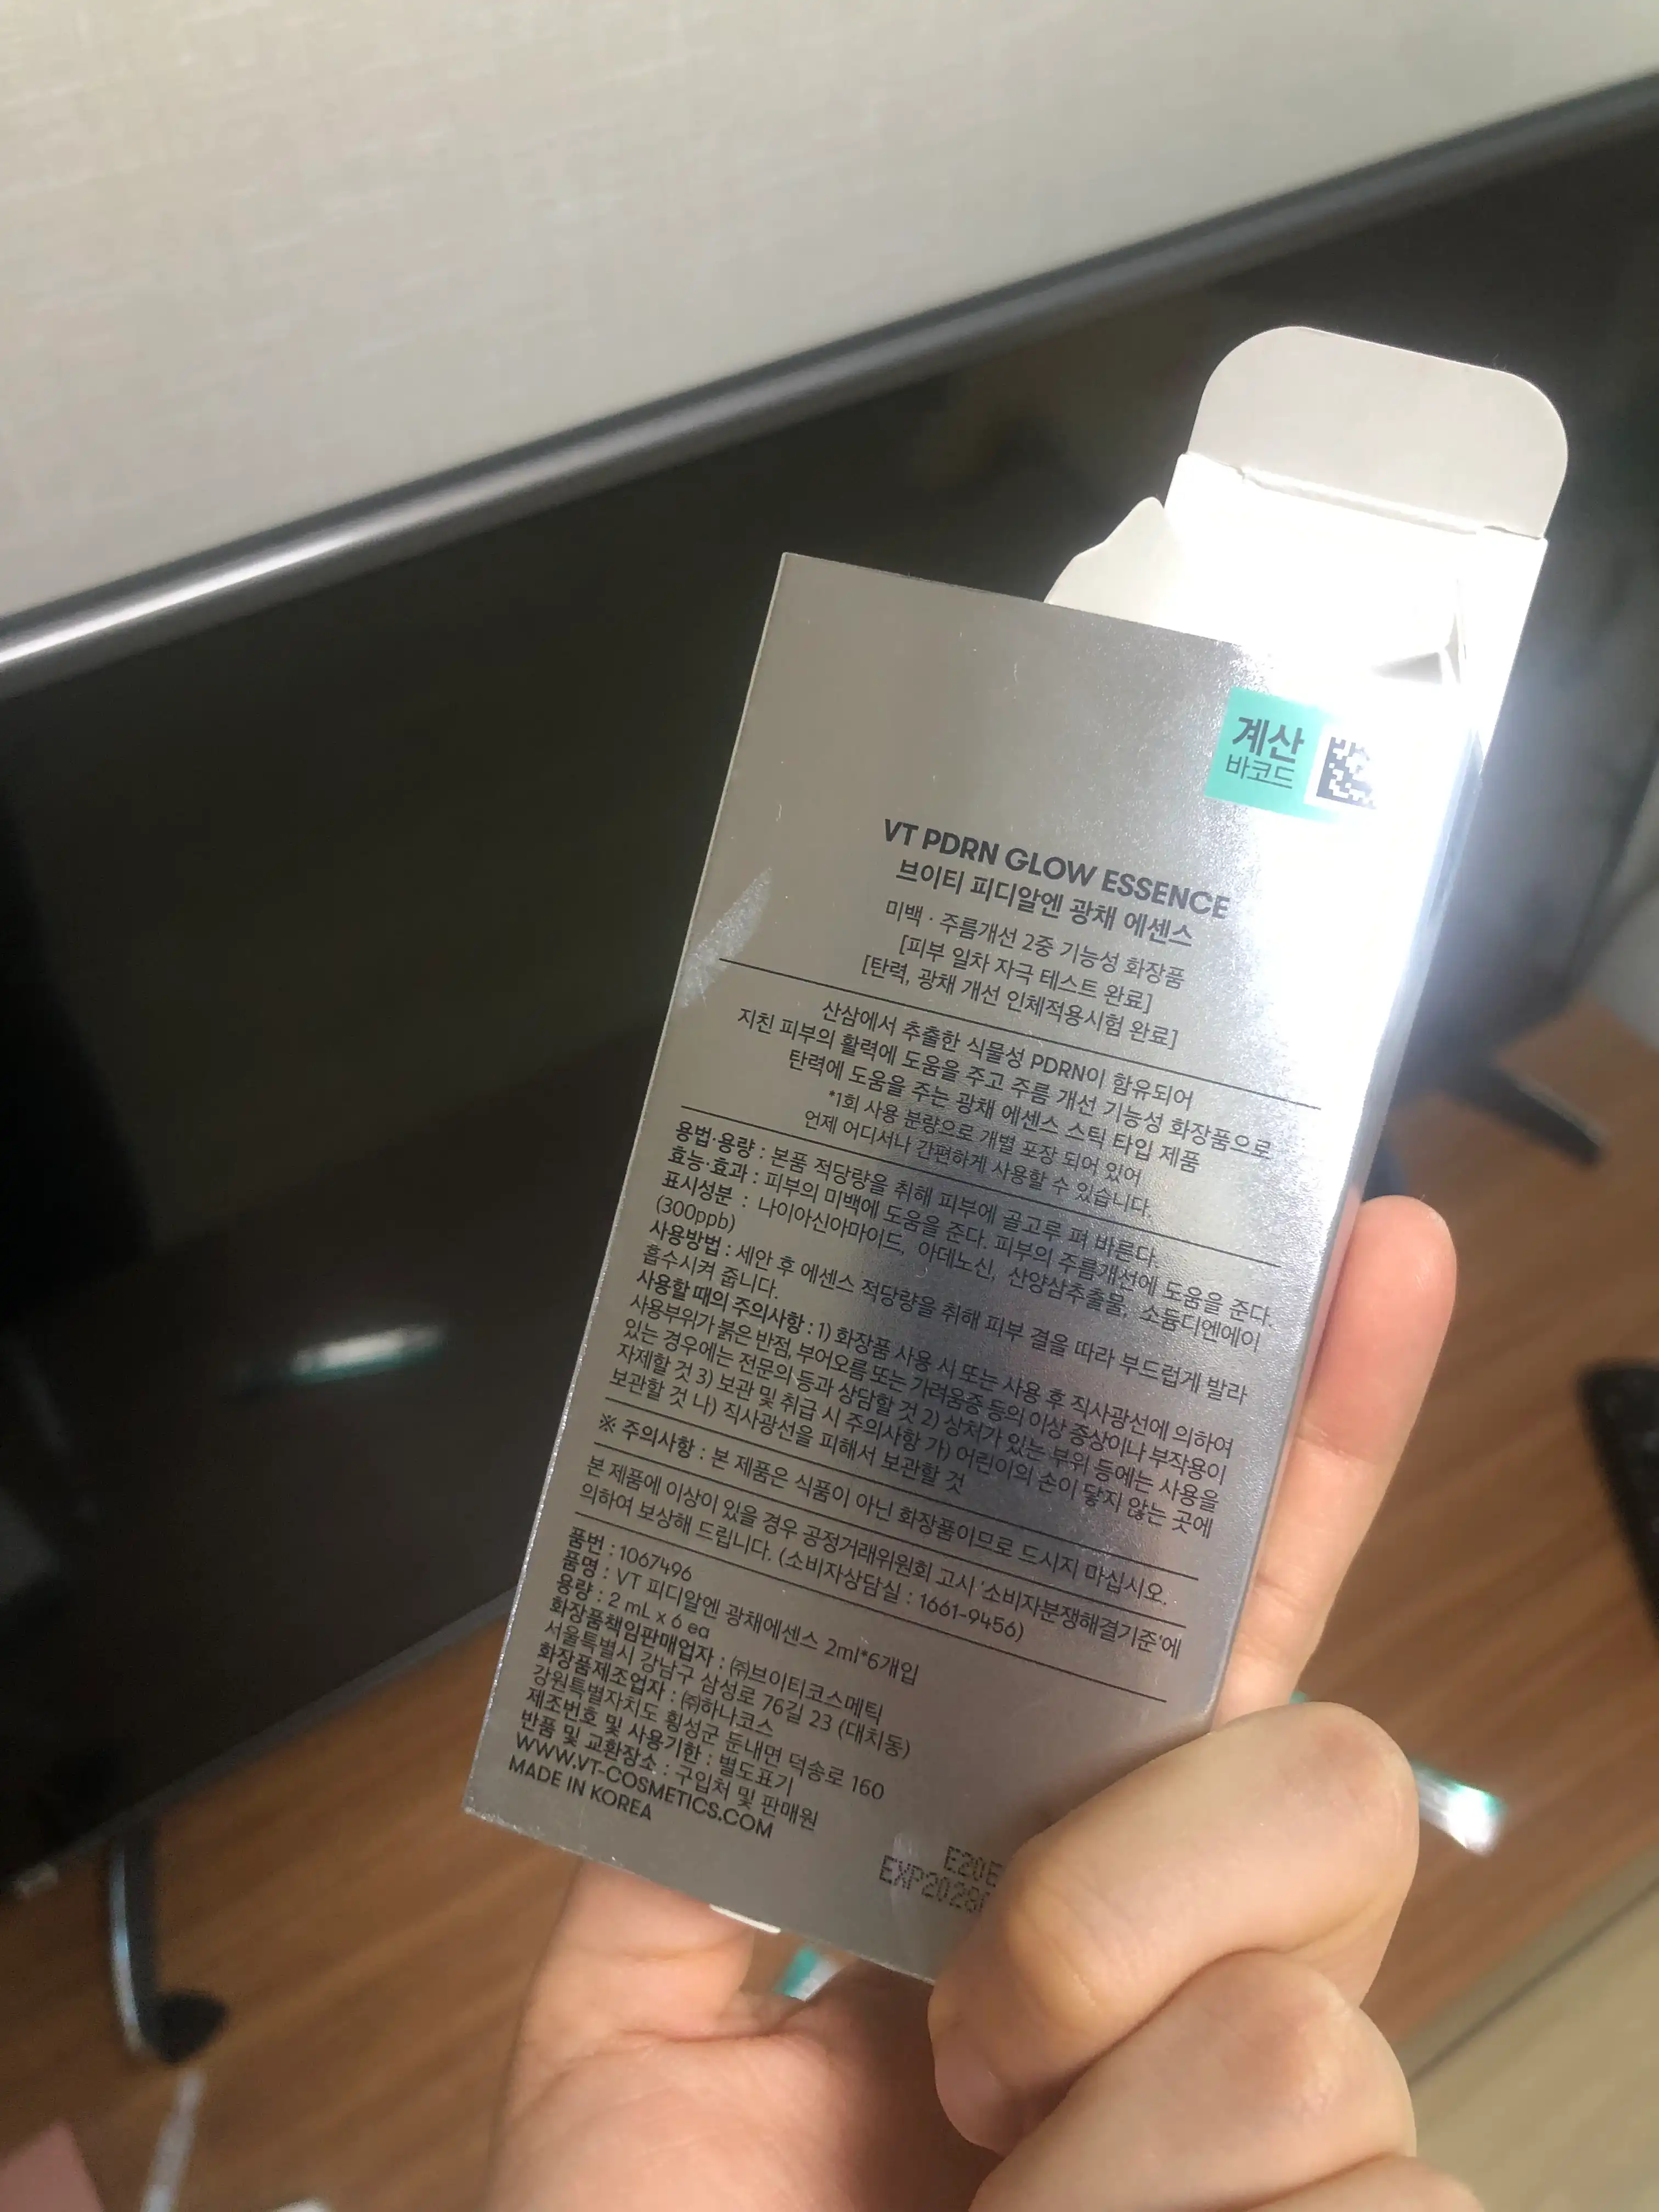 계산
바코드
VT PDRN GLOW ESSENCE
브이티 피디알엔 광채 에센스
미백 · 주름개선 2중 기능성 화장품
[피부 일차 자극 테스트 완료]
[탄력, 광채 개선 인체적용시험 완료]
산삼에서 추출한 식물성 PDRN이 함유되어
지친 피부의 활력에 도움을 주고 주름 개선 기능성 화장품으로
탄력에 도움을 주는 광채 에센스 스틱 타입 제품
*1회 사용 분량으로 개별 포장 되어 있어
언제 어디서나 간편하게 사용할 수 있습니다.
용법·용량 : 본품 적당량을 취해 피부에 골고루 펴 바른다.
효능·효과 : 피부의 미백에 도움을 준다. 피부의 주름개선에 도움을 준다.
표시성분 : 나이아신아마이드, 아데노신, 산양삼추출물, 소듐디엔에이
(300ppb)
사용방법 : 세안 후 에센스 적당량을 취해 피부 결을 따라 부드럽게 발라
흡수시켜 줍니다.
사용할 때의 주의사항 : 1) 화장품 사용 시 또는 사용 후 직사광선에 의하여
사용부위가 붉은 반점, 부어오름 또는 가려움증 등의 이상 증상이나 부작용이
있는 경우에는 전문의 등과 상담할 것 2) 상처가 있는 부위 등에는 사용을
자제할 것 3) 보관 및 취급 시 주의사항 가) 어린이의 손이 닿지 않는 곳에
보관할 것 나) 직사광선을 피해서 보관할 것
※ 주의사항 : 본 제품은 식품이 아닌 화장품이므로 드시지 마십시오.
본 제품에 이상이 있을 경우 공정거래위원회 고시 '소비자분쟁해결기준'에
의하여 보상해 드립니다. (소비자상담실 : 1661-9456)
품번 : 1067496
품명 : VT 피디알엔 광채에센스 2ml*6개입
용량 : 2 mL x 6 ea
화장품책임판매업자 : ㈜브이티코스메틱
서울특별시 강남구 삼성로 76길 23 (대치동)
화장품제조업자 : ㈜하나코스
강원특별자치도 횡성군 둔내면 덕송로 160
제조번호 및 사용기한 : 별도표기
반품 및 교환장소 : 구입처 및 판매원
WWW.VT-COSMETICS.COM
MADE IN KOREA
E20E
EXP2028